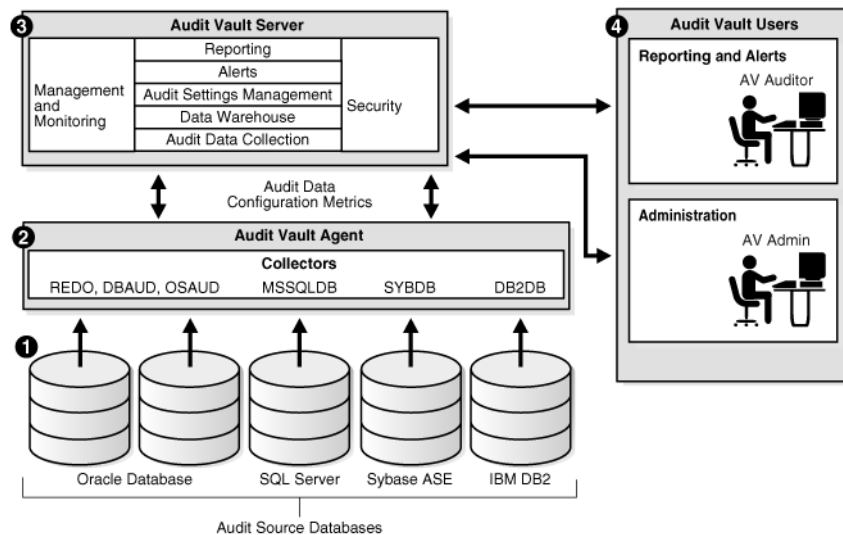 3
Audit Vault Server
Management
and
Monitoring
Reporting
Alerts
Audit Settings Management
Data Warehouse
Audit Data Collection
Security
4
Audit Vault Users
Reporting and Alerts
AV Auditor
Administration
AV Admin
Audit Data
Configuration Metrics
2
Audit Vault Agent
Collectors
REDO, DBAUD, OSAUD
MSSQLDB
SYBDB
DB2DB
1
Oracle Database
SQL Server
Sybase ASE
IBM DB2
Audit Source Databases